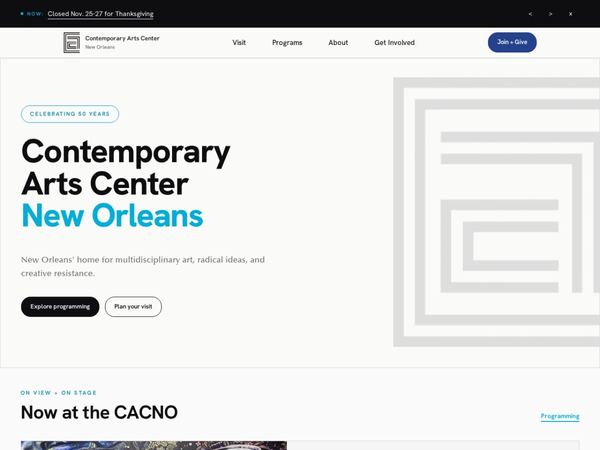 NOW:
Closed Nov. 25-27 for Thanksgiving
< > x
Contemporary Arts Center
New Orleans
Visit Programs About Get Involved
Join + Give
CELEBRATING 50 YEARS
Contemporary
Arts Center
New Orleans
New Orleans' home for multidisciplinary art, radical ideas, and
creative resistance.
Explore programming
Plan your visit
ON VIEW + ON STAGE
Now at the CACNO
Programming